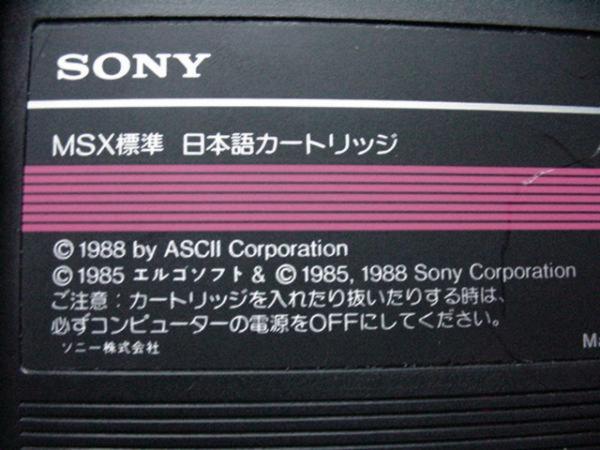 SONY
MSX標準 日本語カートリッジ
© 1988 by ASCII Corporation
© 1985 エルゴソフト & © 1985, 1988 Sony Corporation
ご注意：カートリッジを入れたり抜いたりする時は、
必ずコンピューターの電源をOFFにしてください。
ソニー株式会社